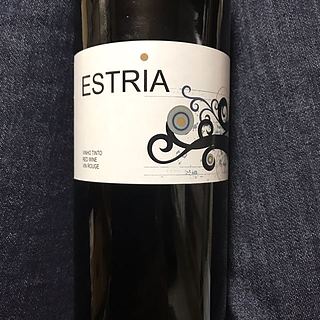 ESTRIA
VINHO TINTO
RED WINE
VIN ROUGE